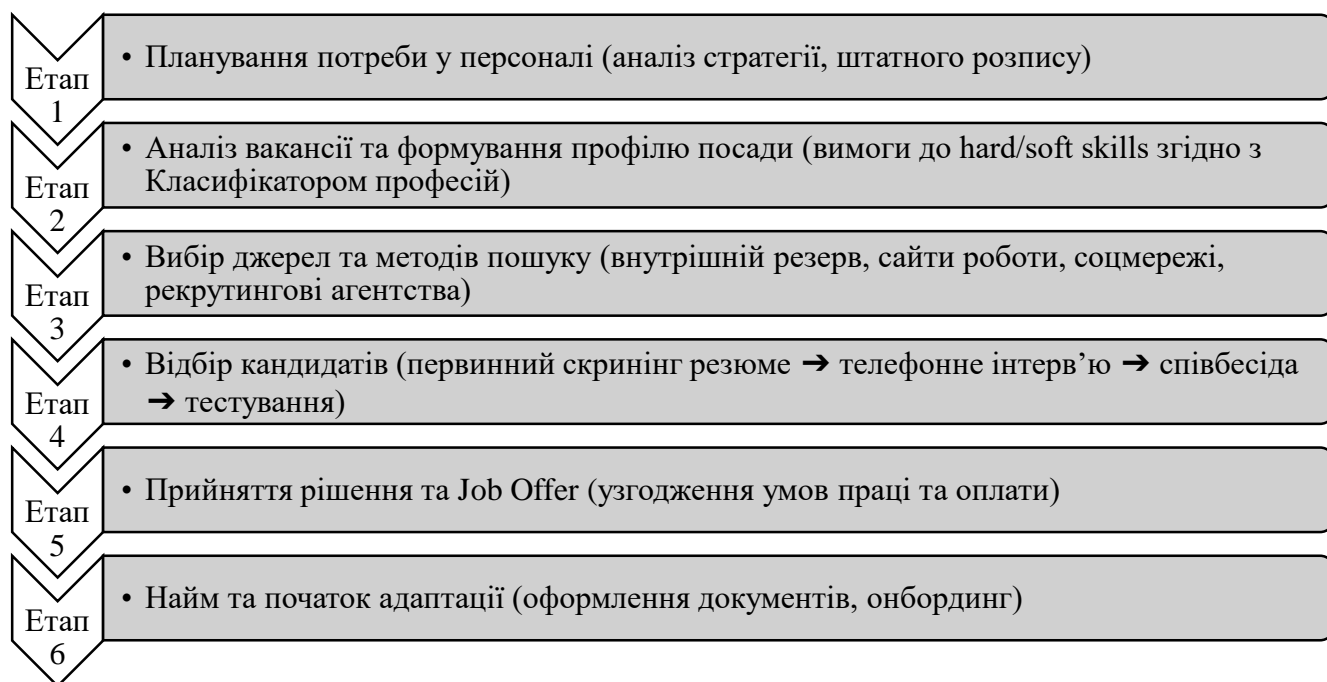 Етап
1
• Планування потреби у персоналі (аналіз стратегії, штатного розпису)
Етап
2
• Аналіз вакансії та формування профілю посади (вимоги до hard/soft skills згідно з
Класифікатором професій)
Етап
3
• Вибір джерел та методів пошуку (внутрішній резерв, сайти роботи, соцмережі,
рекрутингові агентства)
Етап
4
• Відбір кандидатів (первинний скринінг резюме ➔ телефонне інтерв’ю ➔ співбесіда
➔ тестування)
Етап
5
• Прийняття рішення та Job Offer (узгодження умов праці та оплати)
Етап
6
• Найм та початок адаптації (оформлення документів, онбординг)